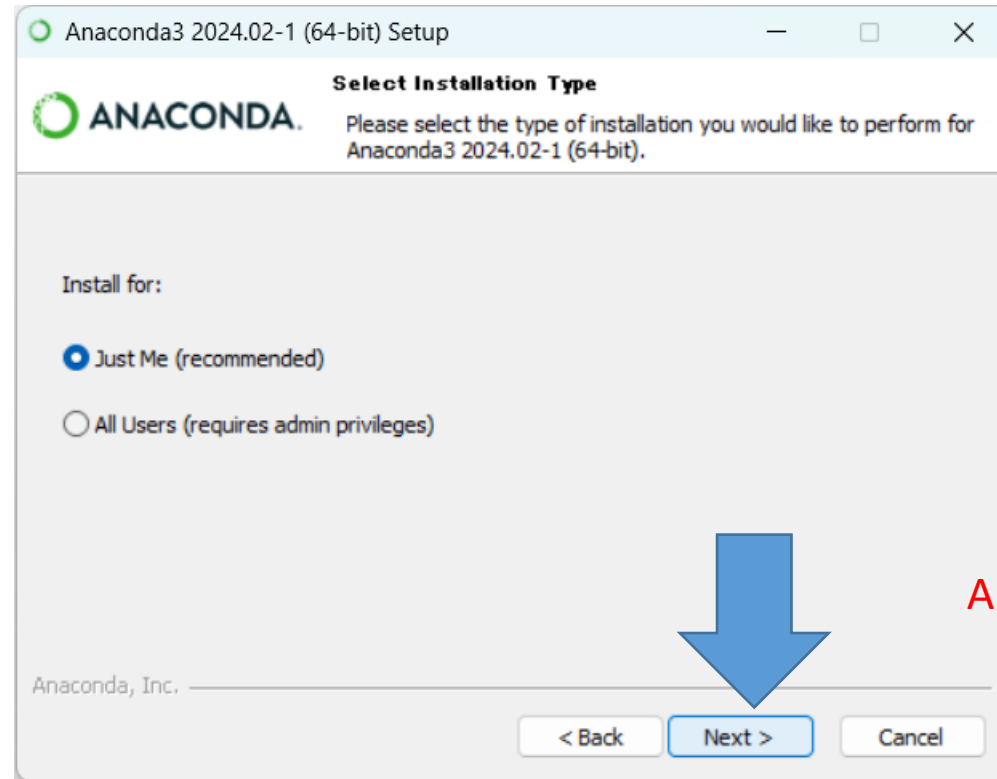 Anaconda3 2024.02-1 (64-bit) Setup
ANACONDA.
Select Installation Type
Please select the type of installation you would like to perform for
Anaconda3 2024.02-1 (64-bit).
Install for:
Just Me (recommended)
All Users (requires admin privileges)
A
Anaconda, Inc.
< Back
Next >
Cancel